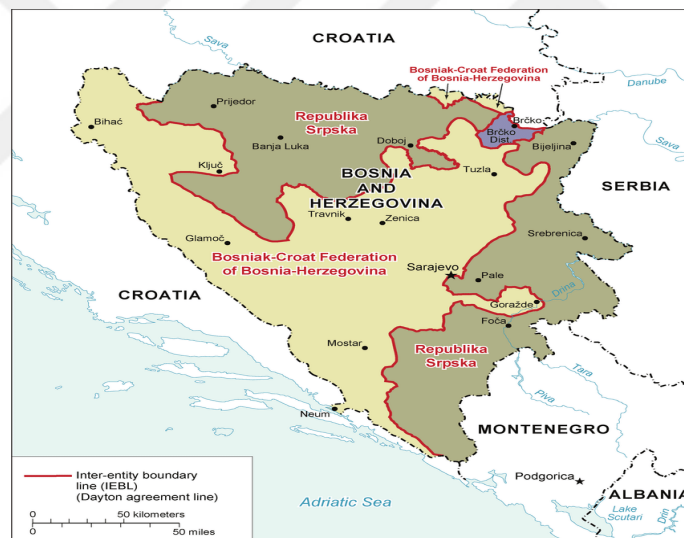 CROATIA
Sava
Bosniak-Croat Federation
of Bosnia-Herzegovina
Danube
Prijedor
Bihać
Republika
Srpska
Brčko
Brčko
Dist.
Sava
Banja Luka
Doboj
Bijeljina
Ključ
BOSNIA
AND
HERZEGOVINA
Tuzla
SERBIA
Travnik
Zenica
Glamoč
Srebrenica
Bosniak-Croat Federation
of Bosnia-Herzegovina
Sarajevo
Pale
Drina
CROATIA
Goražde
Foča
Mostar
Republika
Srpska
Tara
Piva
Neum
MONTENEGRO
Inter-entity boundary
line (IEBL)
(Dayton agreement line)
Podgorica
ALBANIA
0 50 kilometers
0 50 miles
Adriatic Sea
Lake
Scutari
Drin